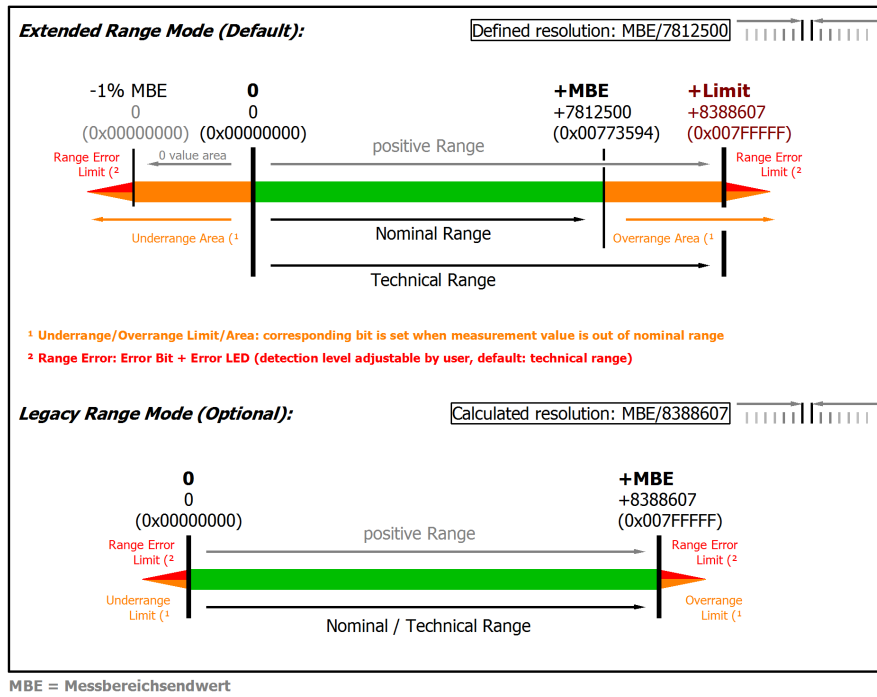 Extended Range Mode (Default):
Defined resolution: MBE/7812500
-1% MBE
0
(0x00000000)
0
0
(0x00000000)
+MBE
+7812500
(0x00773594)
+Limit
+8388607
(0x007FFFFF)
Range Error
Limit (²
0 value area
positive Range
Range Error
Limit (²
Underrange Area (¹
Nominal Range
Overrange Area (¹
Technical Range
¹ Underrange/Overrange Limit/Area: corresponding bit is set when measurement value is out of nominal range
² Range Error: Error Bit + Error LED (detection level adjustable by user, default: technical range)
Legacy Range Mode (Optional):
Calculated resolution: MBE/8388607
0
0
(0x00000000)
+MBE
+8388607
(0x007FFFFF)
Range Error
Limit (²
positive Range
Range Error
Limit (²
Underrange
Limit (¹
Nominal / Technical Range
Overrange
Limit (¹
MBE = Messbereichsendwert